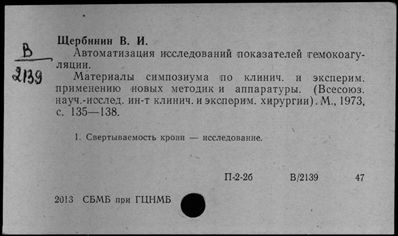 Щербинин В. И.
В
2139
Автоматизация исследований показателей гемокоагу-
ляции.
Материалы симпозиума по клинич. и эксперим.
применению новых методик и аппаратуры. (Всесоюз.
науч.-исслед. ин-т клинич. и эксперим. хирургии). М., 1973,
с. 135—138.
1. Свертываемость крови — исследование.
П-2-2б В/2139 47
2013 СБМБ при ГЦНМБ